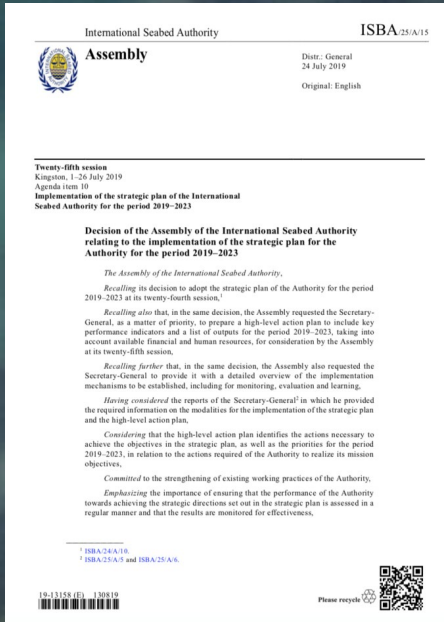 International Seabed Authority
ISBA/25/A/15
Assembly
Distr.: General
24 July 2019
Original: English
Twenty-fifth session
Kingston, 1–26 July 2019
Agenda item 10
Implementation of the strategic plan of the International
Seabed Authority for the period 2019−2023
Decision of the Assembly of the International Seabed Authority
relating to the implementation of the strategic plan for the
Authority for the period 2019–2023
The Assembly of the International Seabed Authority,
Recalling its decision to adopt the strategic plan of the Authority for the period
2019–2023 at its twenty-fourth session,1
Recalling also that, in the same decision, the Assembly requested the Secretary-
General, as a matter of priority, to prepare a high-level action plan to include key
performance indicators and a list of outputs for the period 2019–2023, taking into
account available financial and human resources, for consideration by the Assembly
at its twenty-fifth session,
Recalling further that, in the same decision, the Assembly also requested the
Secretary-General to provide it with a detailed overview of the implementation
mechanisms to be established, including for monitoring, evaluation and learning,
Having considered the reports of the Secretary-General2 in which he provided
the required information on the modalities for the implementation of the strategic plan
and the high-level action plan,
Considering that the high-level action plan identifies the actions necessary to
achieve the objectives in the strategic plan, as well as the priorities for the period
2019–2023, in relation to the actions required of the Authority to realize its mission
objectives,
Committed to the strengthening of existing working practices of the Authority,
Emphasizing the importance of ensuring that the performance of the Authority
towards achieving the strategic directions set out in the strategic plan is assessed in a
regular manner and that the results are monitored for effectiveness,
1 ISBA/24/A/10.
2 ISBA/25/A/5 and ISBA/25/A/6.
19-13158 (E) 130819
Please recycle